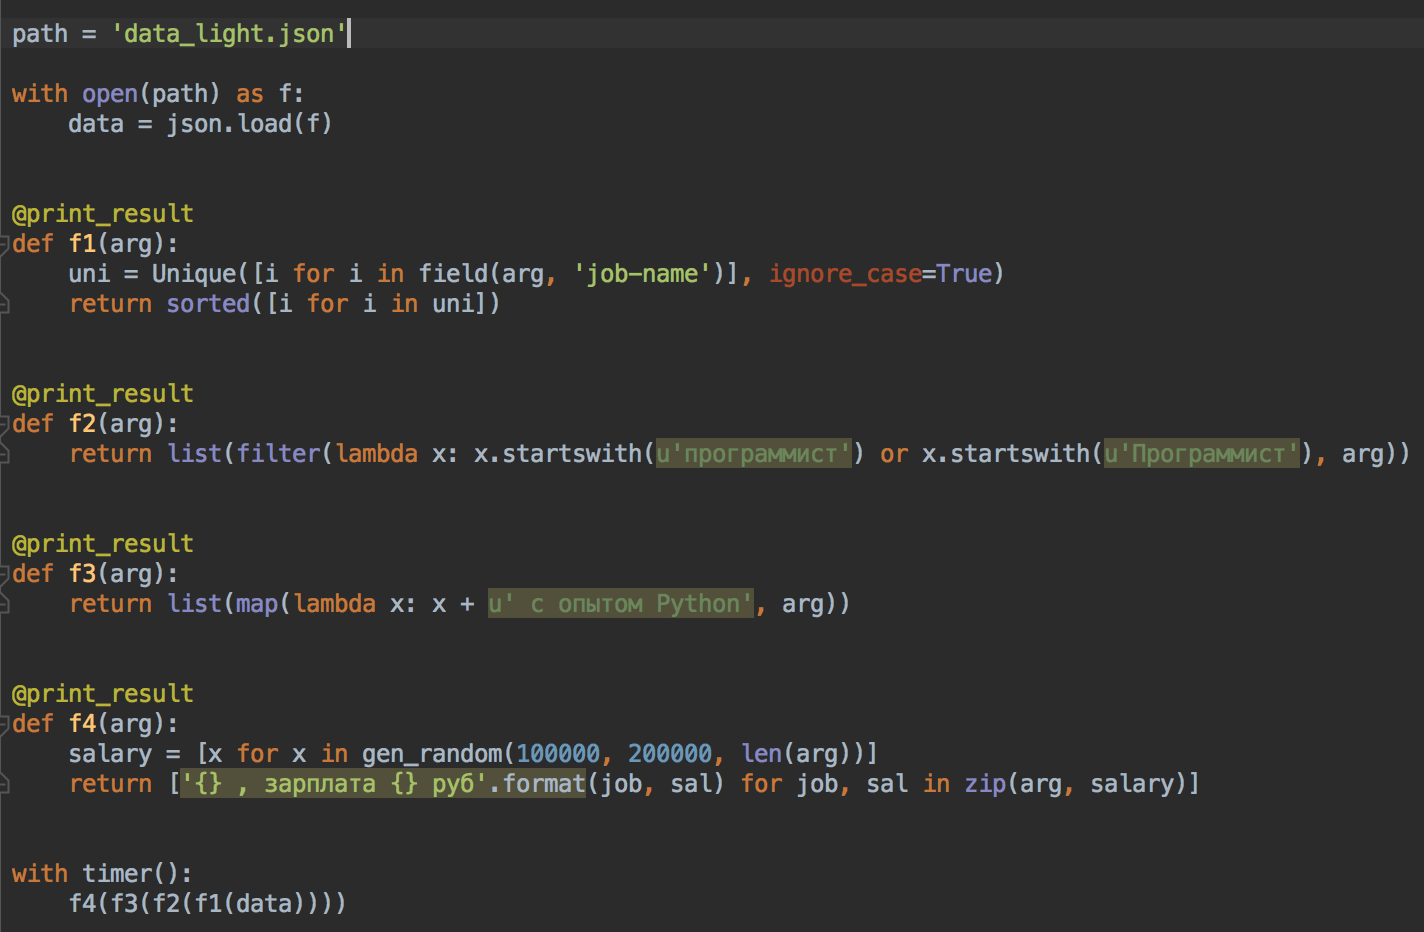 path = 'data_light.json'
with open(path) as f:
    data = json.load(f)
@print_result
def f1(arg):
    uni = Unique([i for i in field(arg, 'job-name')], ignore_case=True)
    return sorted([i for i in uni])
@print_result
def f2(arg):
    return list(filter(lambda x: x.startswith(u'программист') or x.startswith(u'Программист'), arg))
@print_result
def f3(arg):
    return list(map(lambda x: x + u' с опытом Python', arg))
@print_result
def f4(arg):
    salary = [x for x in gen_random(100000, 200000, len(arg))]
    return ['{} , зарплата {} руб'.format(job, sal) for job, sal in zip(arg, salary)]
with timer():
    f4(f3(f2(f1(data))))